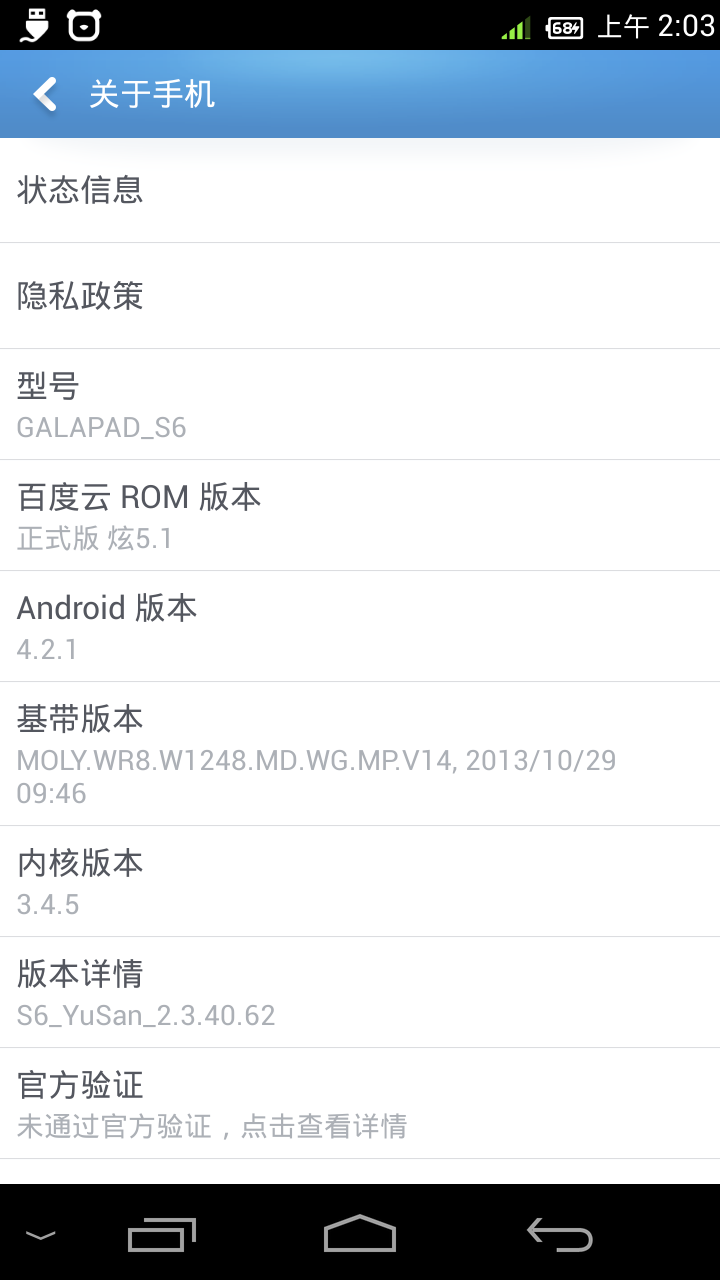 68 上午 2:03
关于手机
状态信息
隐私政策
型号
GALAPAD_S6
百度云 ROM 版本
正式版 炫5.1
Android 版本
4.2.1
基带版本
MOLY.WR8.W1248.MD.WG.MP.V14, 2013/10/29
09:46
内核版本
3.4.5
版本详情
S6_YuSan_2.3.40.62
官方验证
未通过官方验证，点击查看详情